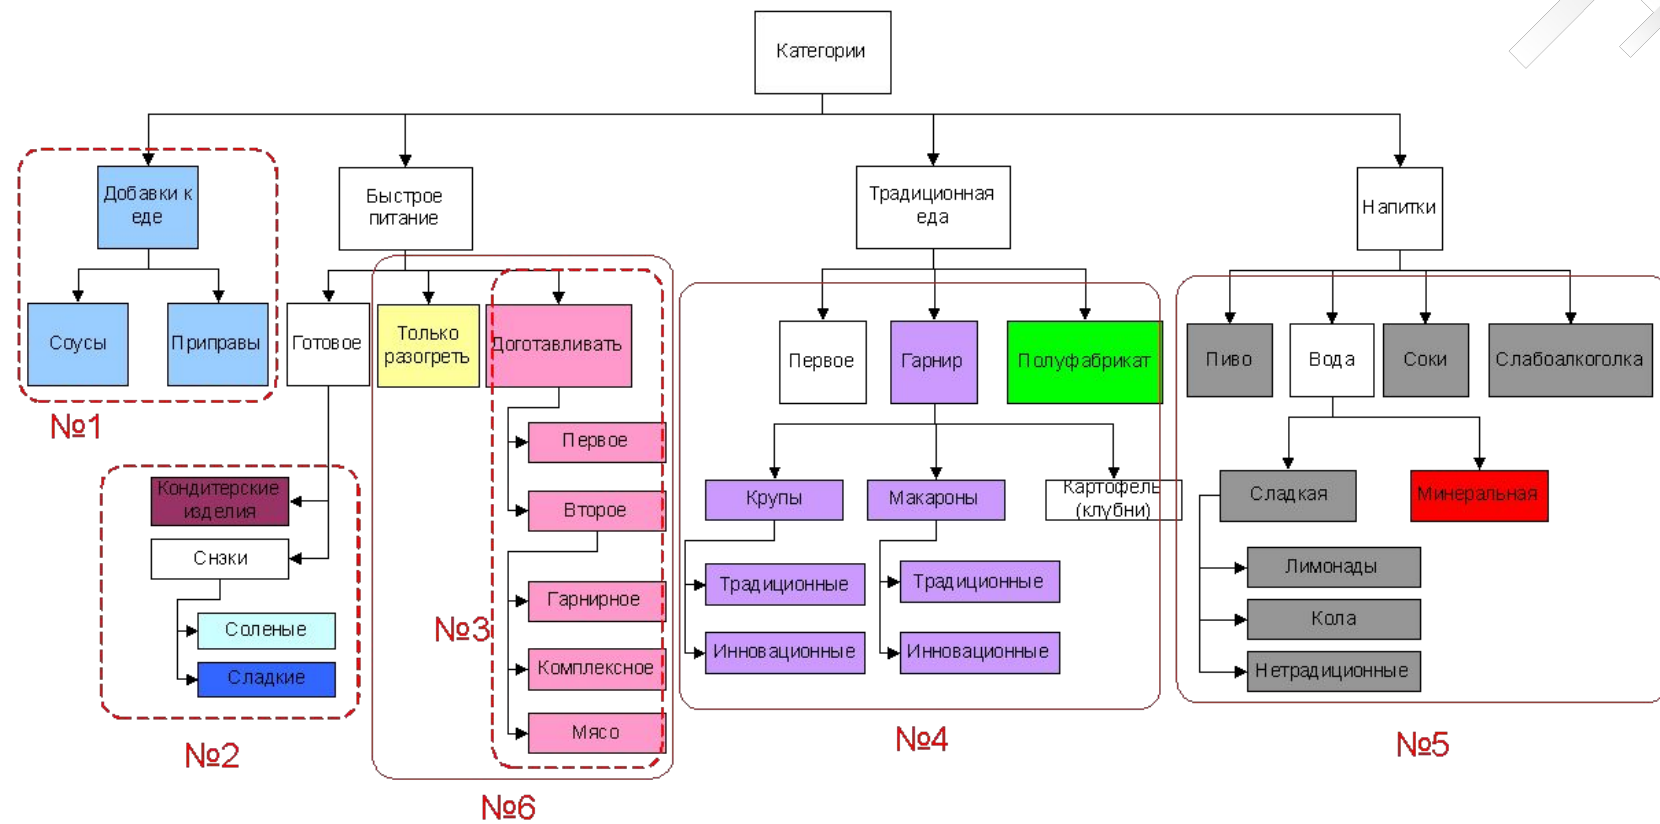 Категории
Добавки к
еде
Быстрое
питание
Традиционная
еда
Напитки
Соусы
Приправы
Готовое
Только
разогреть
Доготавливать
Первое
Гарнир
Полуфабрикат
Пиво
Вода
Соки
Слабоалкоголка
№1
Первое
Второе
Гарнирное
Комплексное
Мясо
Кондитерские
изделия
Снэки
Соленые
Сладкие
Крупы
Макароны
Картофель
(клубни)
Традиционные
Инновационные
Традиционные
Инновационные
Сладкая
Минеральная
Лимонады
Кола
Нетрадиционные
№3
№2
№4
№5
№6